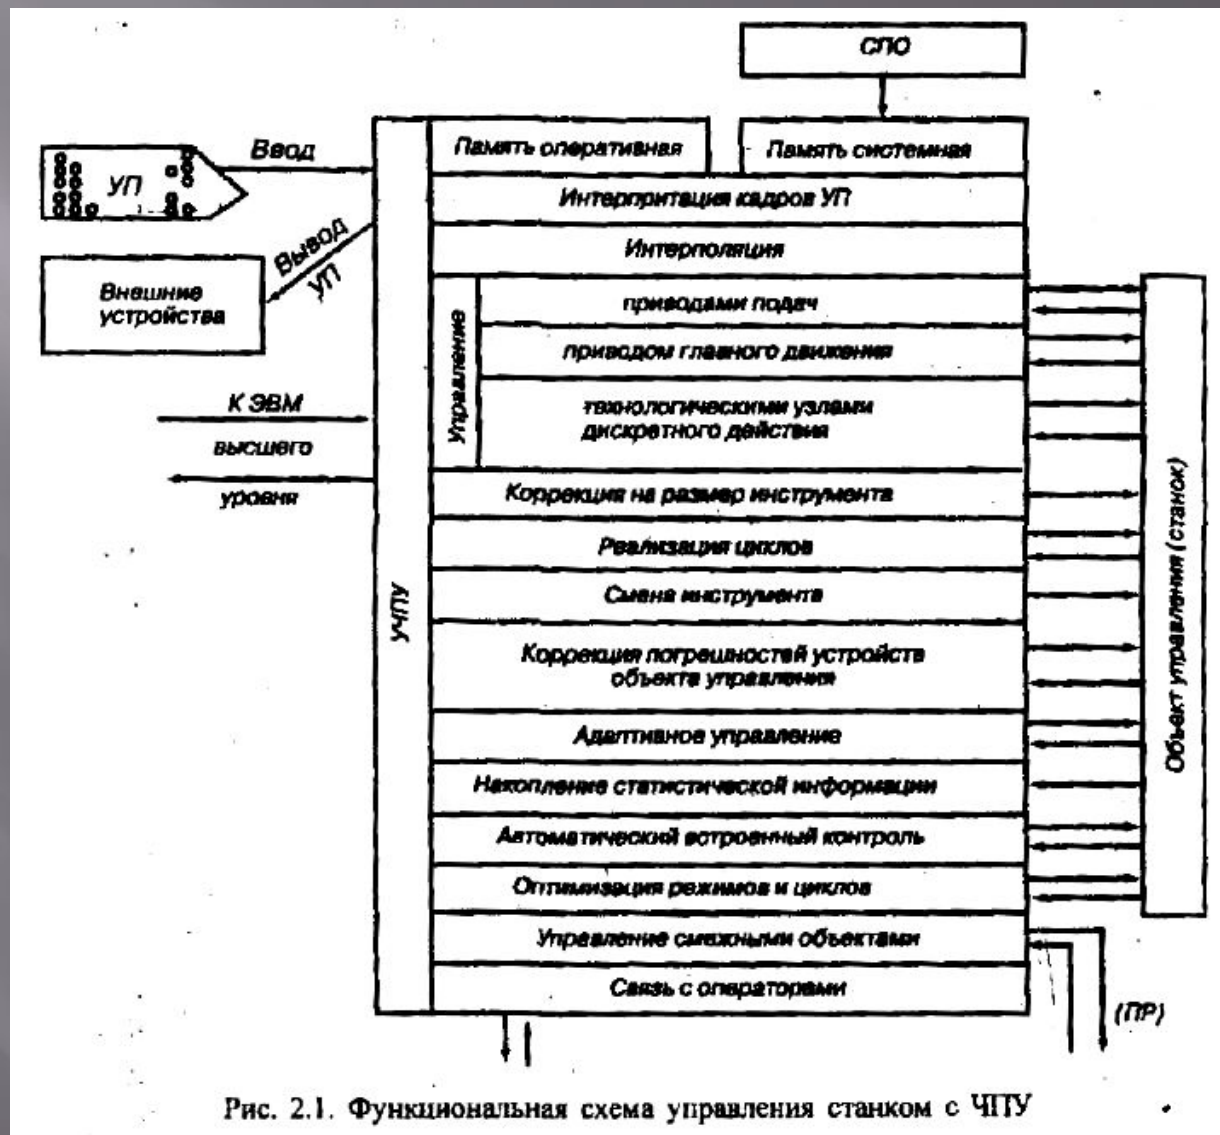 СПО
Память оперативная
Память системная
Ввод
УП
Интерпритация кадров УП
Вывод
УП
Интерполяция
Внешние
устройства
Управление
приводами подач
приводом главного движения
технологическими узлами
дискретного действия
К ЭВМ
высшего
уровня
УЧПУ
Коррекция на размер инструмента
Реализация циклов
Смена инструмента
Коррекция погрешностей устройств
объекта управления
Адаптивное управление
Накопление статистической информации
Автоматический встроенный контроль
Оптимизация режимов и циклов
Управление смежными объектами
Связь с операторами
Объект управления (станок)
(ПР)
Рис. 2.1. Функциональная схема управления станком с ЧПУ